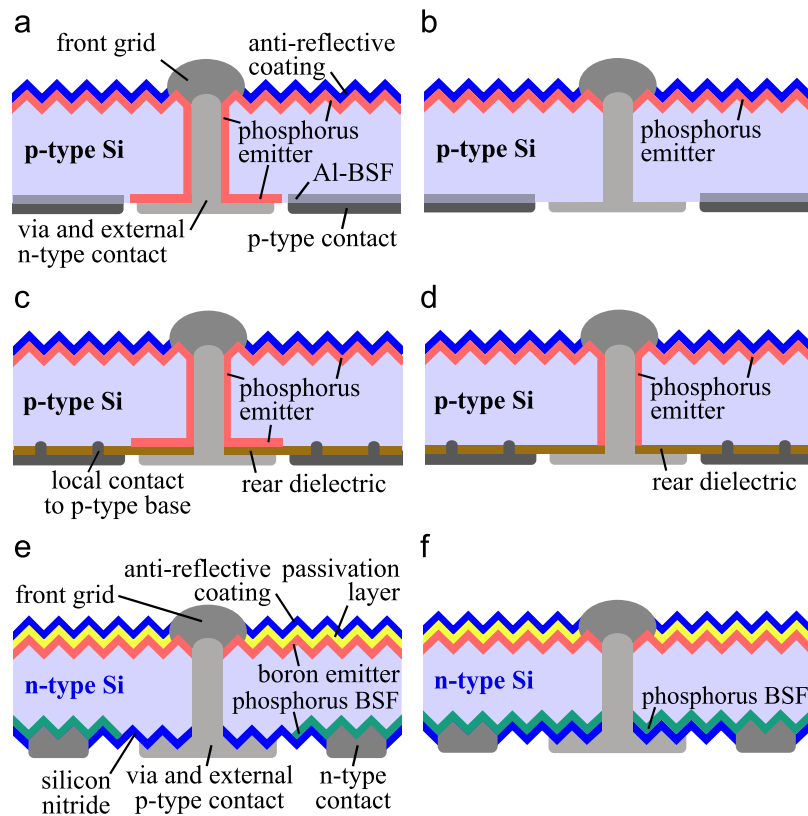 a
front grid
anti-reflective
coating
p-type Si
phosphorus
emitter
Al-BSF
via and external
n-type contact
p-type contact
b
p-type Si
phosphorus
emitter
c
p-type Si
phosphorus
emitter
local contact
to p-type base
rear dielectric
d
p-type Si
phosphorus
emitter
rear dielectric
e
front grid
anti-reflective
coating
passivation
layer
n-type Si
boron emitter
phosphorus BSF
silicon
nitride
via and external
p-type contact
n-type
contact
f
n-type Si
phosphorus BSF